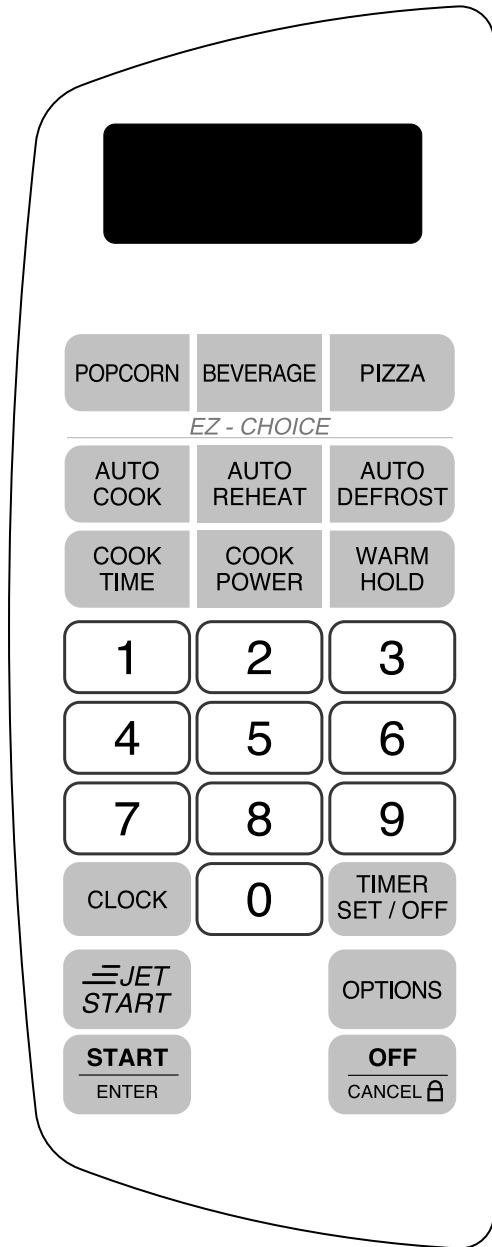 POPCORN BEVERAGE PIZZA
EZ - CHOICE
AUTO COOK
AUTO REHEAT
AUTO DEFROST
COOK TIME
COOK POWER
WARM HOLD
1 2 3
4 5 6
7 8 9
CLOCK 0 TIMER SET / OFF
JET START
OPTIONS
START
ENTER
OFF
CANCEL